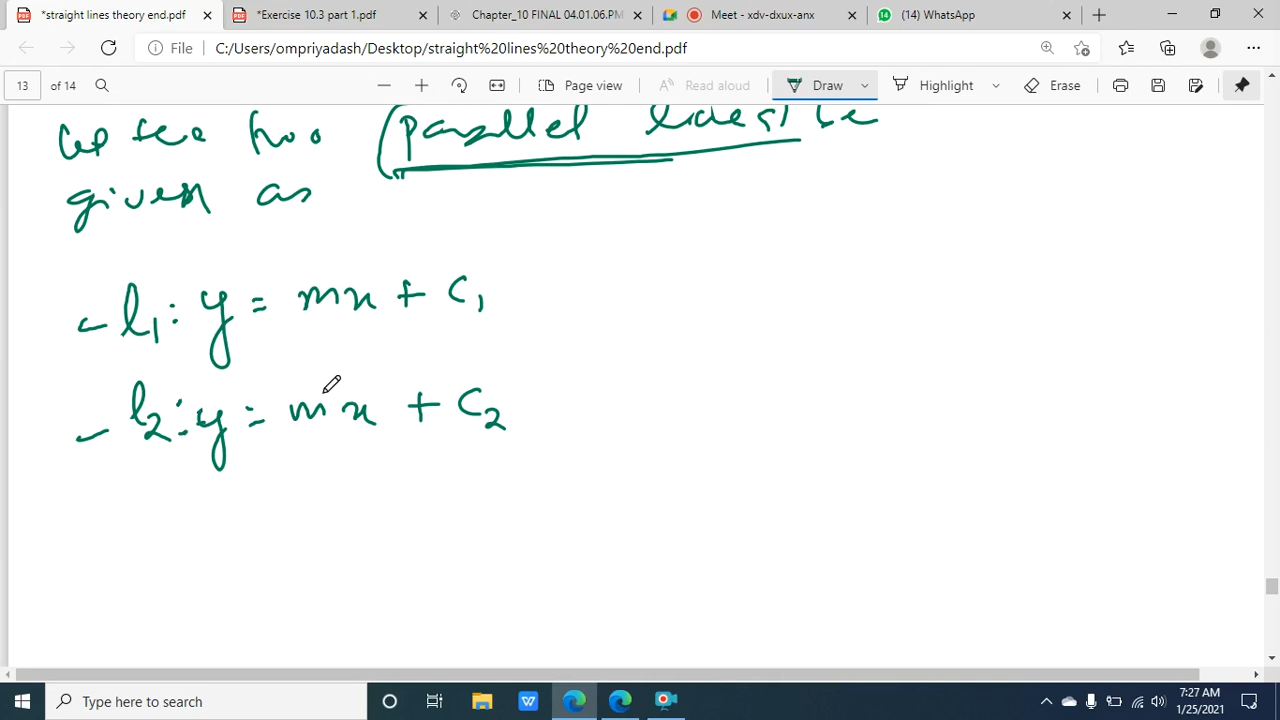 *straight lines theory end.pdf
*Exercise 10.3 part 1.pdf
Chapter_10 FINAL 04.01.06.PM
Meet - xdv-dxux-anx
(14) WhatsApp
File C:/Users/ompriyadash/Desktop/straight%20lines%20theory%20end.pdf
13 of 14 Page view Read aloud Draw Highlight Erase
two (parallel lines) be
given as
l₁: y = mx + c₁
l₂: y = mx + c₂
Type here to search
7:27 AM
1/25/2021